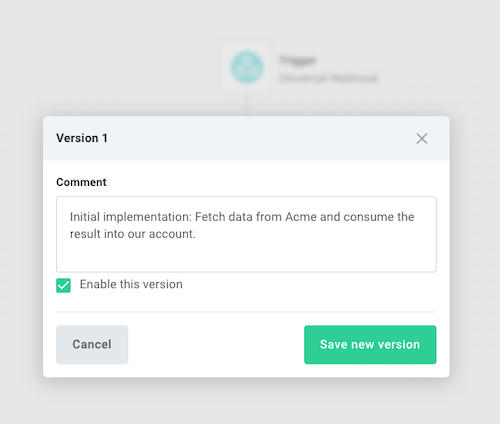 Trigger
Universal Webhook
Version 1
Comment
Initial implementation: Fetch data from Acme and consume the
result into our account.
Enable this version
Cancel
Save new version